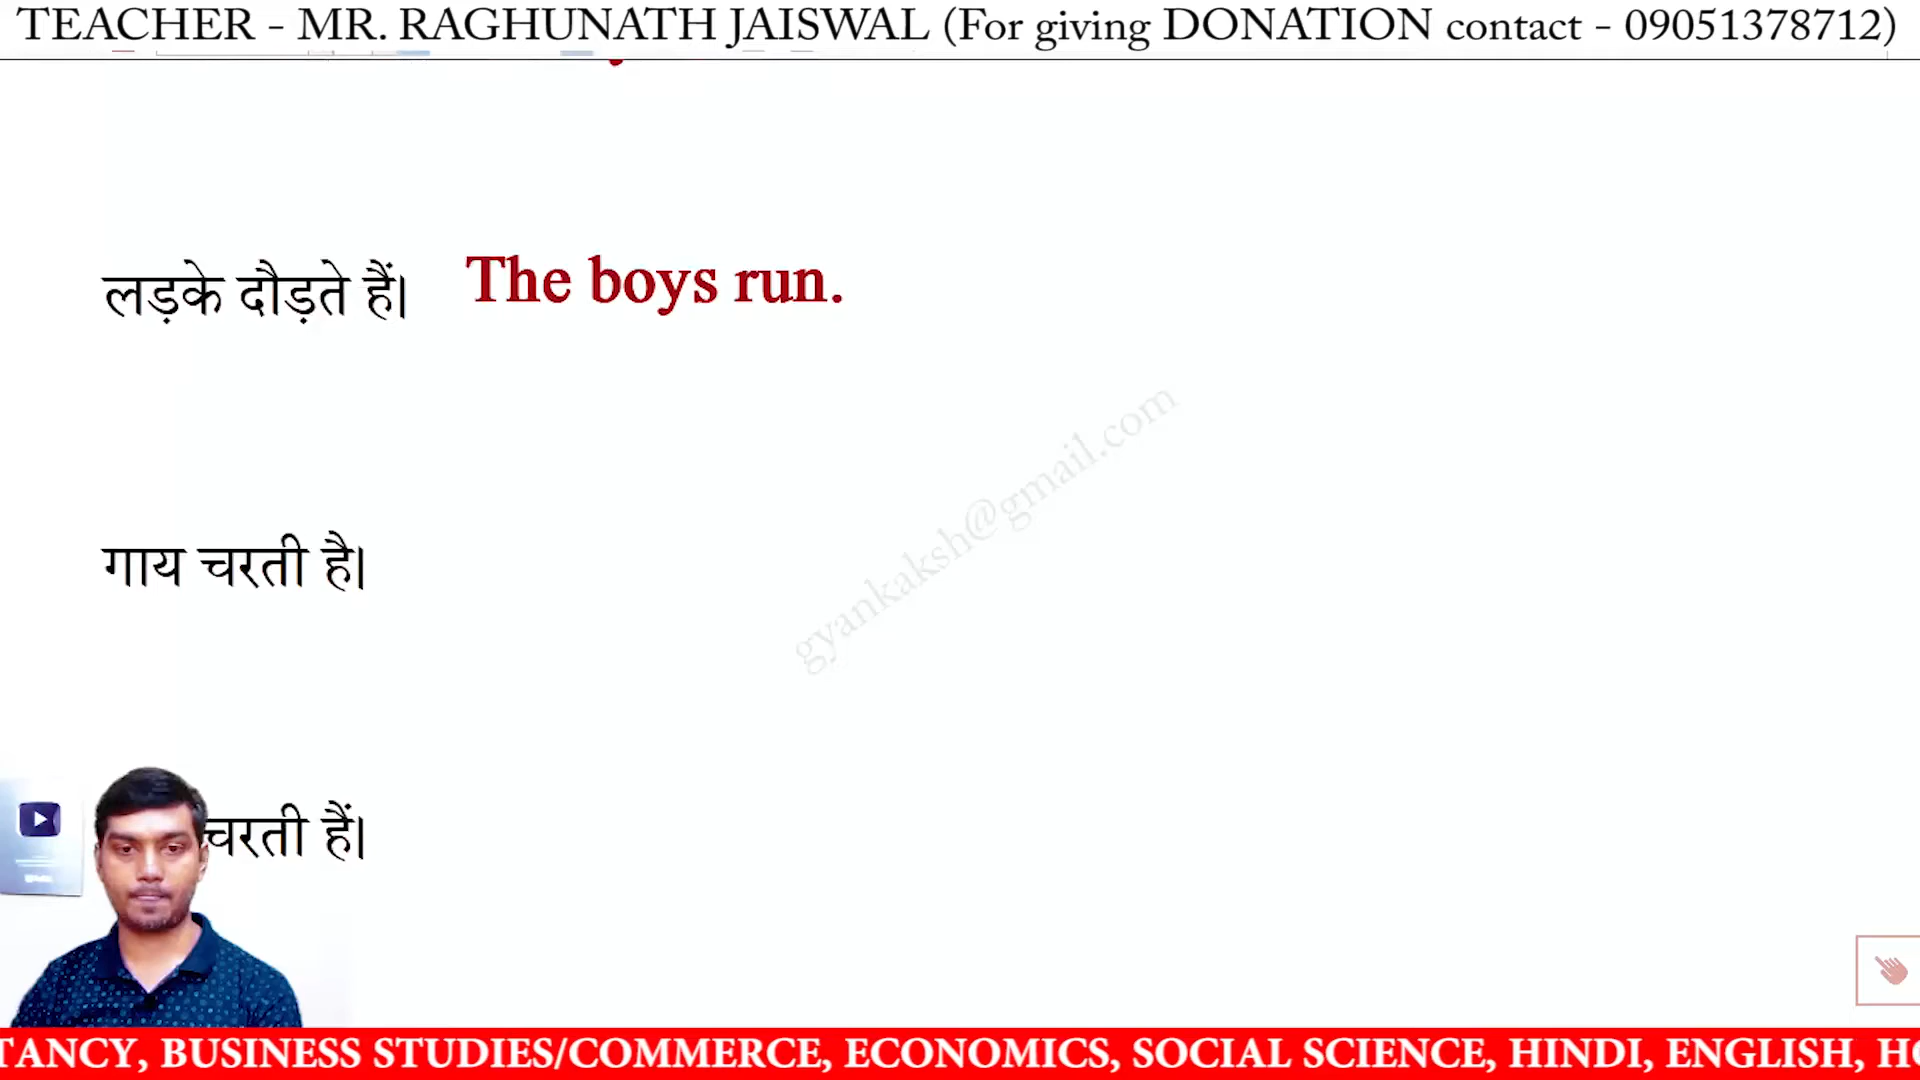 TEACHER - MR. RAGHUNATH JAISWAL (For giving DONATION contact - 09051378712)
लड़के दौड़ते हैं। The boys run.
gyankaksh@gmail.com
गाय चरती है।
चरती हैं।
TANCY, BUSINESS STUDIES/COMMERCE, ECONOMICS, SOCIAL SCIENCE, HINDI, ENGLISH,